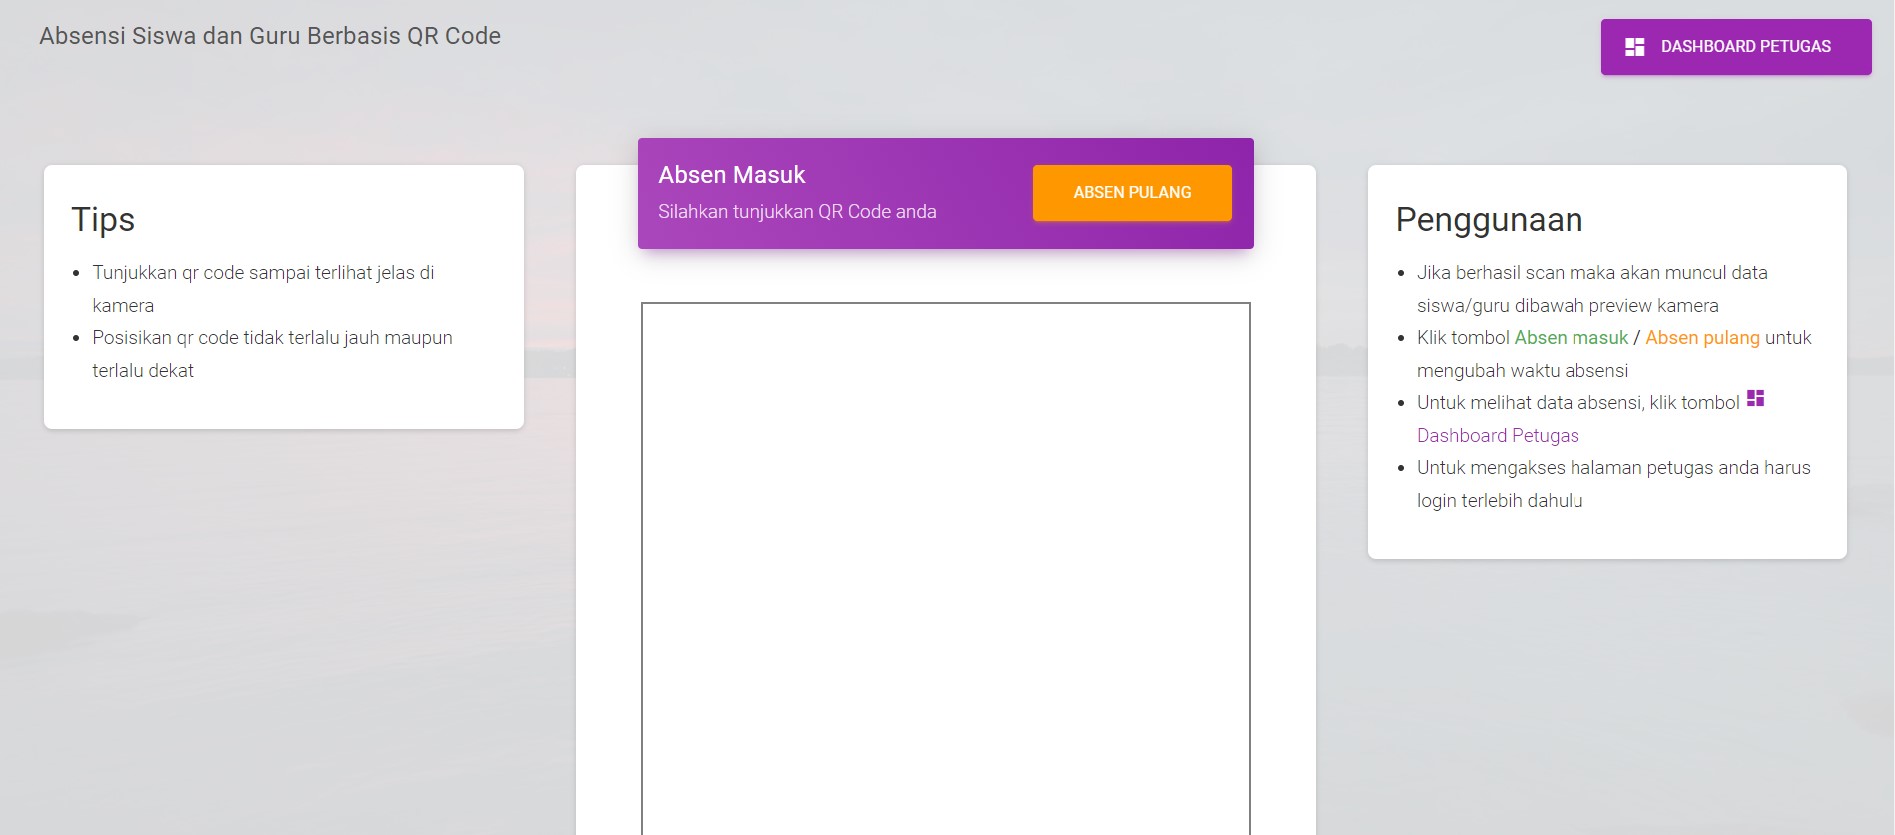 Absensi Siswa dan Guru Berbasis QR Code
DASHBOARD PETUGAS
Tips
Tunjukkan qr code sampai terlihat jelas di
kamera
Posisikan qr code tidak terlalu jauh maupun
terlalu dekat
Absen Masuk
Silahkan tunjukkan QR Code anda
ABSEN PULANG
Penggunaan
Jika berhasil scan maka akan muncul data
siswa/guru dibawah preview kamera
Klik tombol Absen masuk / Absen pulang untuk
mengubah waktu absensi
Untuk melihat data absensi, klik tombol
Dashboard Petugas
Untuk mengakses halaman petugas anda harus
login terlebih dahulu